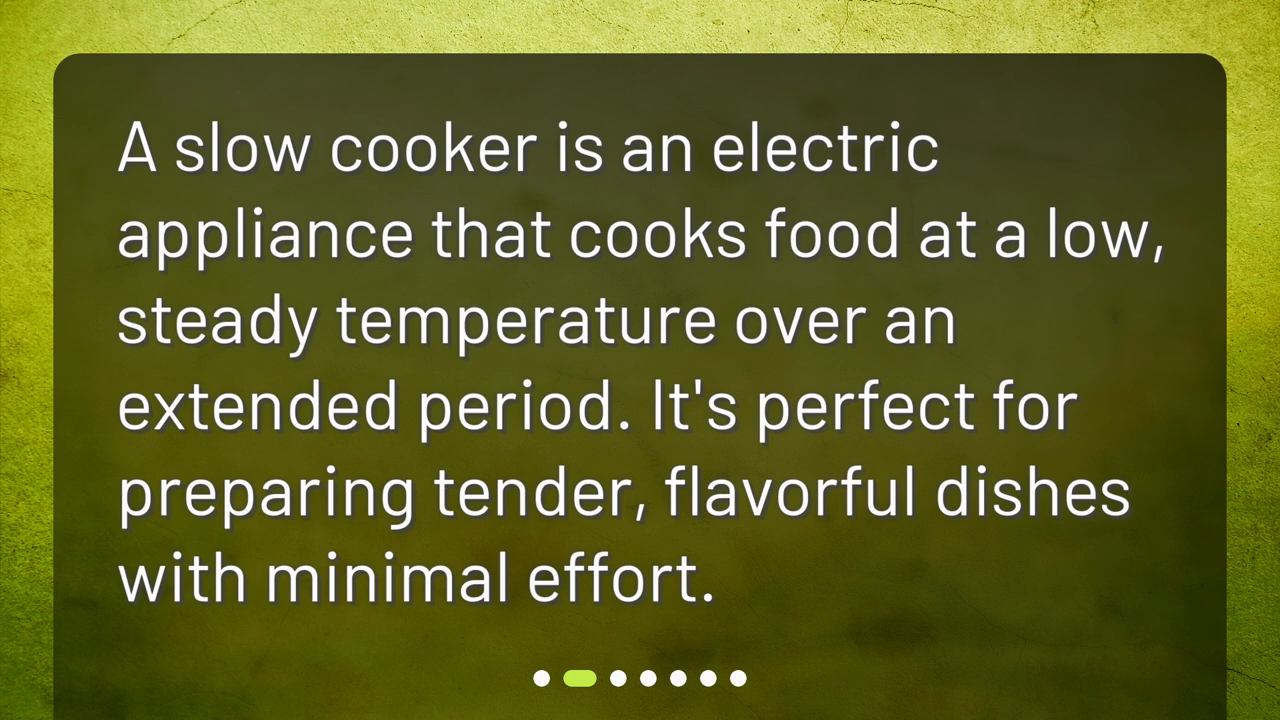 A slow cooker is an electric
appliance that cooks food at a low,
steady temperature over an
extended period. It's perfect for
preparing tender, flavorful dishes
with minimal effort.